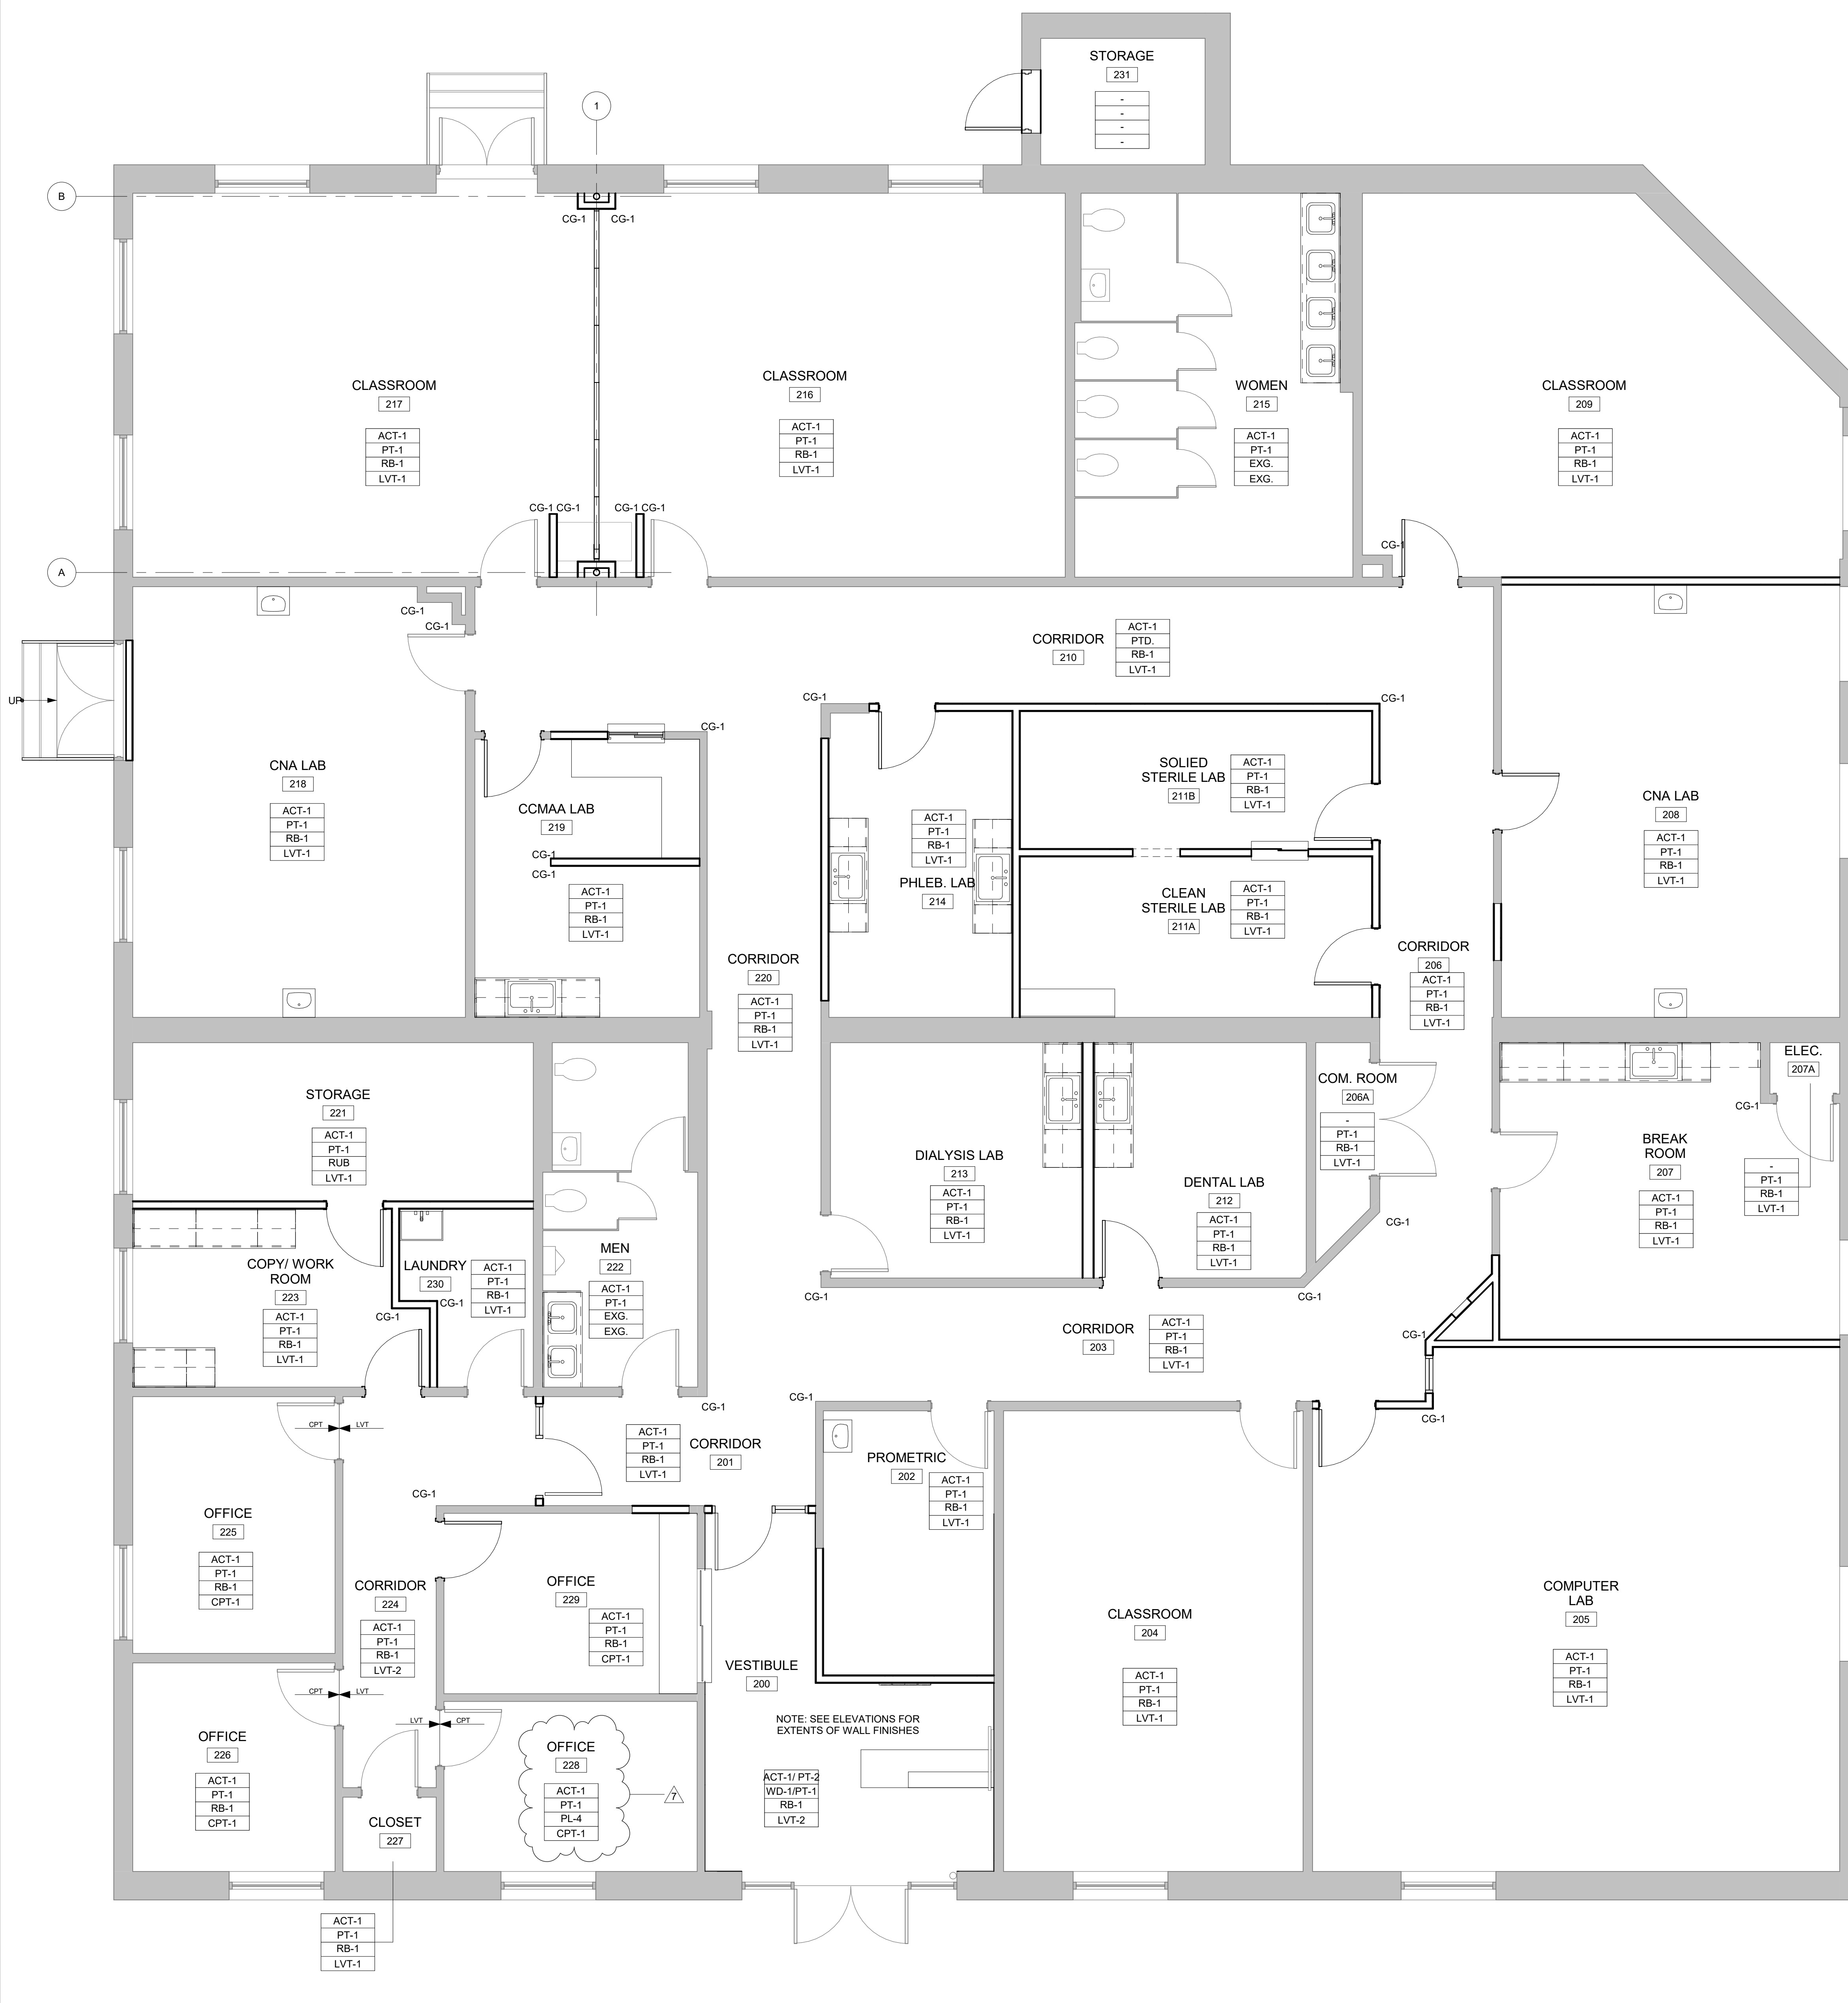 STORAGE
231
-
-
-
-
1
B
CG-1
CG-1
CLASSROOM
217
ACT-1
PT-1
RB-1
LVT-1
CLASSROOM
216
ACT-1
PT-1
RB-1
LVT-1
WOMEN
215
ACT-1
PT-1
EXG.
EXG.
CLASSROOM
209
ACT-1
PT-1
RB-1
LVT-1
CG-1 CG-1
CG-1 CG-1
CG-1
A
CG-1
CG-1
CORRIDOR
210
ACT-1
PTD.
RB-1
LVT-1
UP
CG-1
CG-1
CG-1
CNA LAB
218
ACT-1
PT-1
RB-1
LVT-1
CCMAA LAB
219
CG-1
CG-1
ACT-1
PT-1
RB-1
LVT-1
ACT-1
PT-1
RB-1
LVT-1
PHLEB. LAB
214
SOLIED
STERILE LAB
211B
ACT-1
PT-1
RB-1
LVT-1
CLEAN
STERILE LAB
211A
ACT-1
PT-1
RB-1
LVT-1
CNA LAB
208
ACT-1
PT-1
RB-1
LVT-1
CORRIDOR
220
ACT-1
PT-1
RB-1
LVT-1
CORRIDOR
206
ACT-1
PT-1
RB-1
LVT-1
STORAGE
221
ACT-1
PT-1
RUB
LVT-1
COM. ROOM
206A
-
PT-1
RB-1
LVT-1
ELEC.
207A
CG-1
-
PT-1
RB-1
LVT-1
BREAK
ROOM
207
ACT-1
PT-1
RB-1
LVT-1
DIALYSIS LAB
213
ACT-1
PT-1
RB-1
LVT-1
DENTAL LAB
212
ACT-1
PT-1
RB-1
LVT-1
CG-1
COPY/ WORK
ROOM
223
ACT-1
PT-1
RB-1
LVT-1
LAUNDRY
230
ACT-1
PT-1
RB-1
LVT-1
CG-1
CG-1
MEN
222
ACT-1
PT-1
EXG.
EXG.
CG-1
CG-1
CORRIDOR
203
ACT-1
PT-1
RB-1
LVT-1
CG-1
CG-1
CG-1
CG-1
CPT
LVT
ACT-1
PT-1
RB-1
LVT-1
CORRIDOR
201
PROMETRIC
202
ACT-1
PT-1
RB-1
LVT-1
CG-1
OFFICE
225
ACT-1
PT-1
RB-1
CPT-1
CORRIDOR
224
ACT-1
PT-1
RB-1
LVT-2
OFFICE
229
ACT-1
PT-1
RB-1
CPT-1
CLASSROOM
204
ACT-1
PT-1
RB-1
LVT-1
COMPUTER
LAB
205
ACT-1
PT-1
RB-1
LVT-1
VESTIBULE
200
NOTE: SEE ELEVATIONS FOR
EXTENTS OF WALL FINISHES
ACT-1/ PT-2
WD-1/PT-1
RB-1
LVT-2
CPT
LVT
LVT
CPT
OFFICE
226
ACT-1
PT-1
RB-1
CPT-1
OFFICE
228
ACT-1
PT-1
PL-4
CPT-1
7
CLOSET
227
ACT-1
PT-1
RB-1
LVT-1